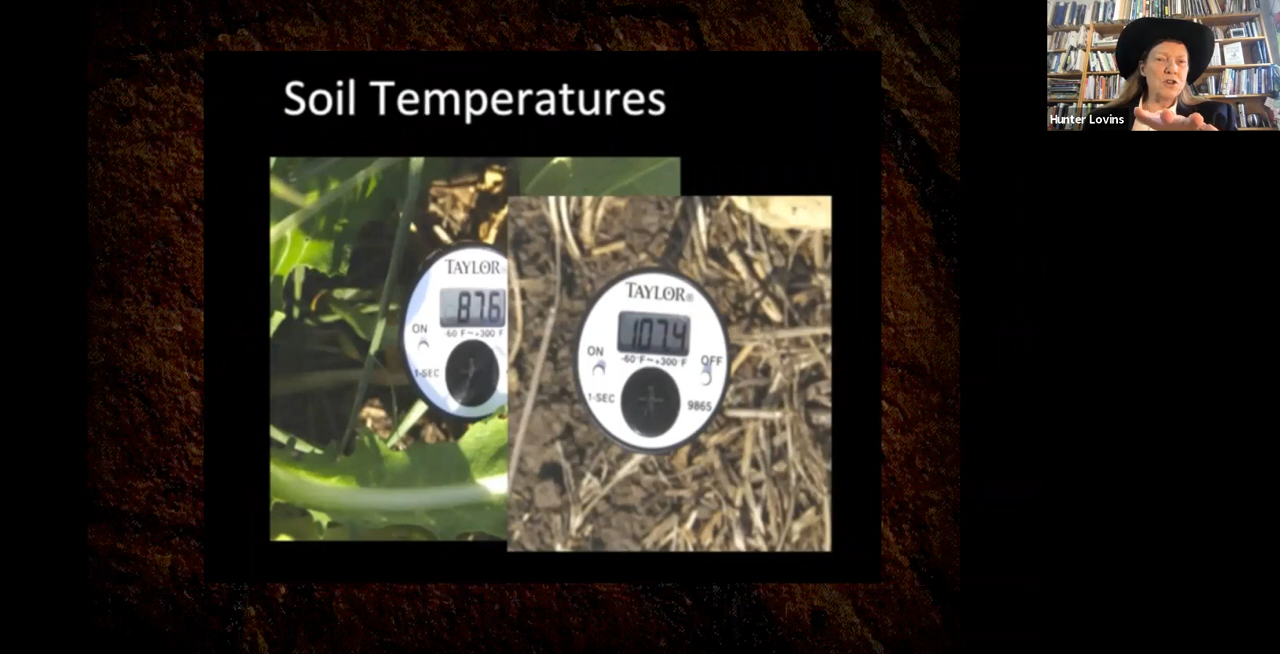 Soil Temperatures
Hunter Lovins
TAYLOR
87.6
ON
-60 F~+300 F
1-SEC
TAYLOR®
107.4
ON
-60°F~+300°F
OFF
1-SEC
9865